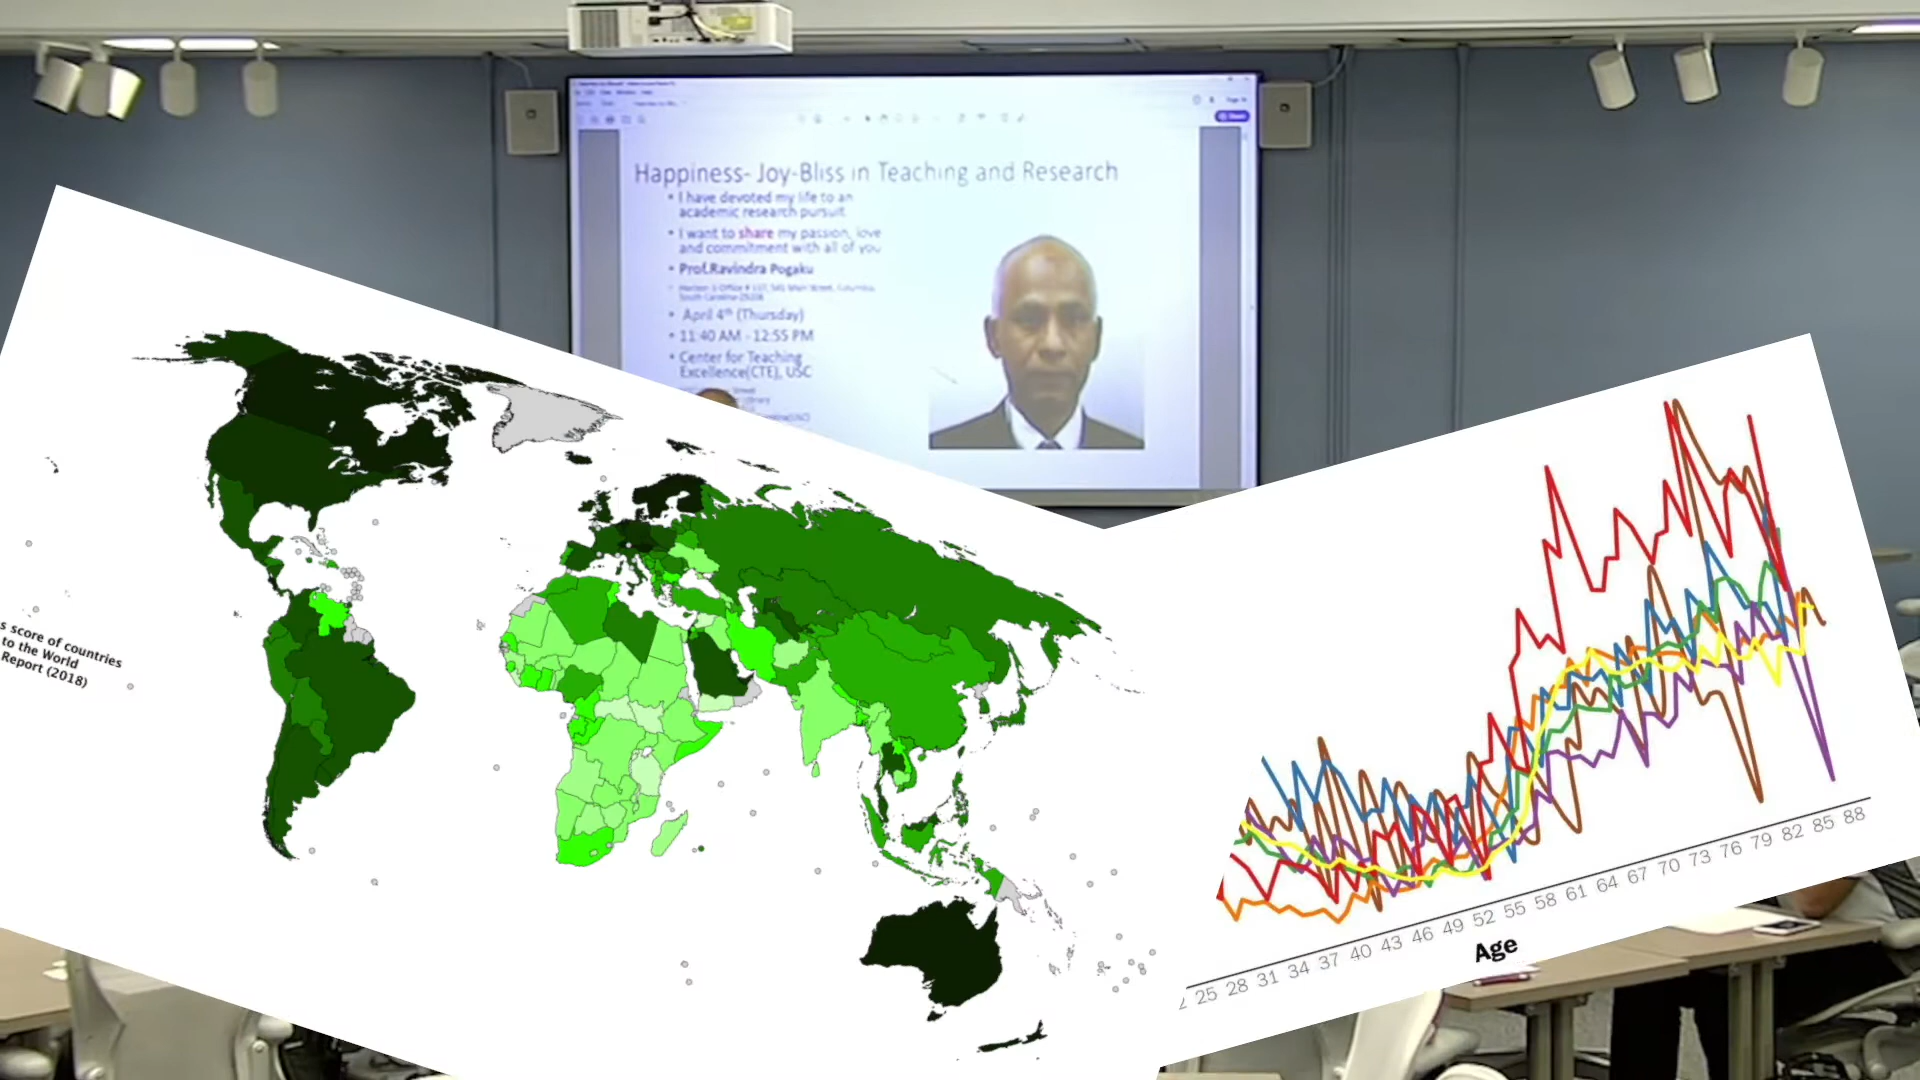 Happiness- Joy-Bliss in Teaching and Research
• I have devoted my life to an
academic research pursuit
• I want to share my passion, love
and commitment with all of you
• Prof.Ravindra Pogaku
South Carolina-29208
• April 4th (Thursday)
• 11:40 AM - 12:55 PM
• Center for Teaching
Excellence(CTE), USC
Street
s score of countries
to the World
Report (2018)
25 28 31 34 37 40 43 46 49 52 55 58 61 64 67 70 73 76 79 82 85 88
Age